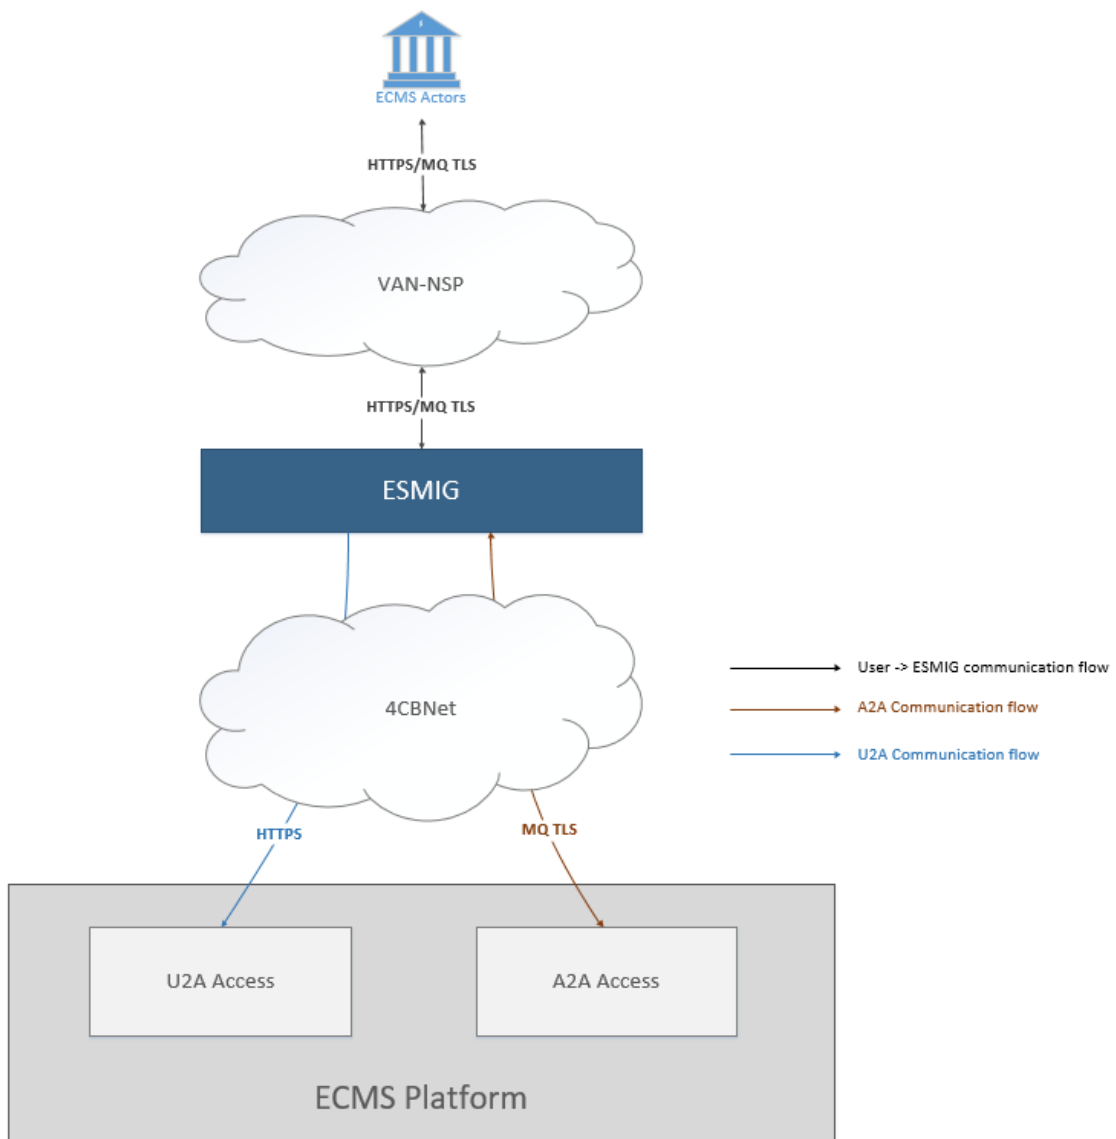 ECMS Actors
HTTPS/MQ TLS
VAN-NSP
HTTPS/MQ TLS
ESMIG
4CBNet
User -> ESMIG communication flow
A2A Communication flow
U2A Communication flow
HTTPS
MQ TLS
U2A Access
A2A Access
ECMS Platform